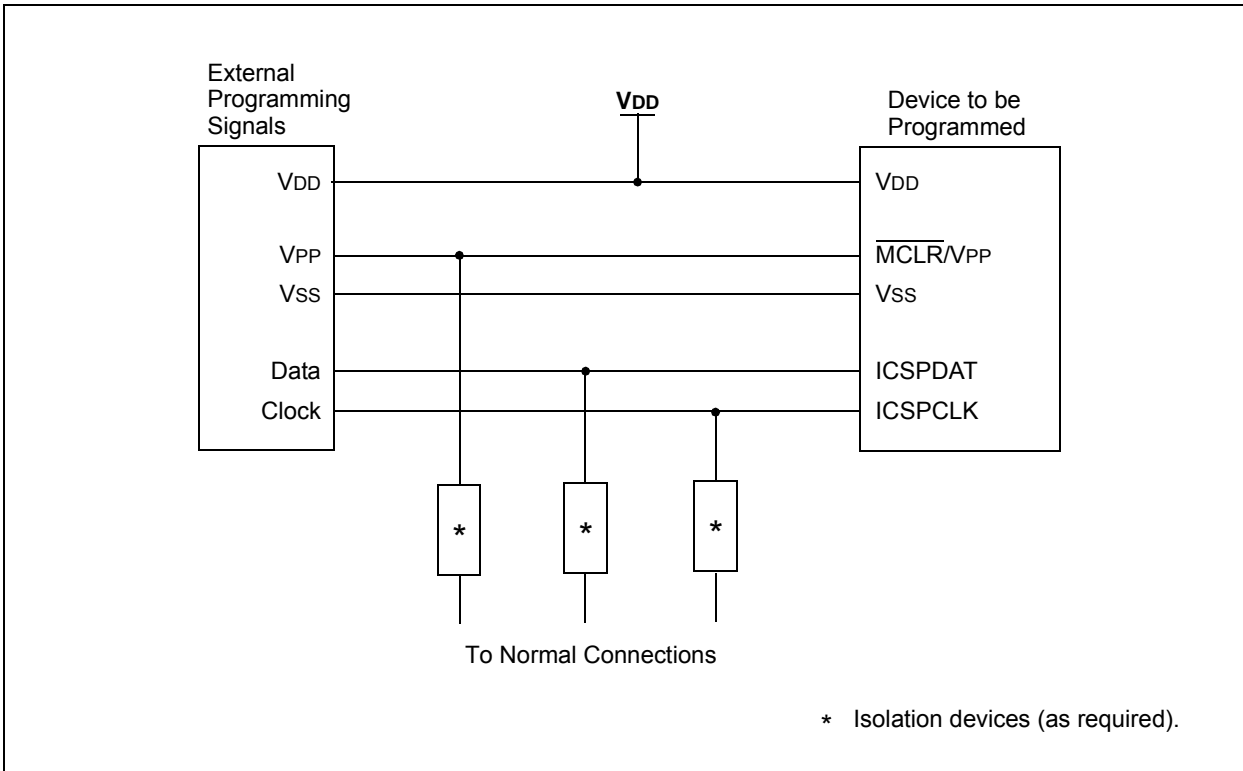 External
Programming
Signals
VDD
Device to be
Programmed
VDD
VDD
VPP
MCLR/VPP
VSS
VSS
Data
ICSPDAT
Clock
ICSPCLK
*
*
*
To Normal Connections
* Isolation devices (as required).